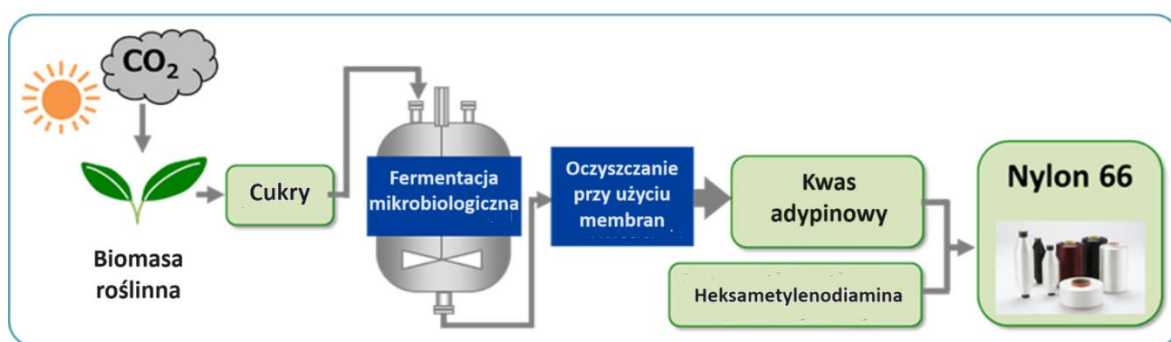 CO₂
Biomasa
roślinna
Cukry
Fermentacja
mikrobiologiczna
Oczyszczanie
przy użyciu
membran
Kwas
adypinowy
Heksametylenodiamina
Nylon 66